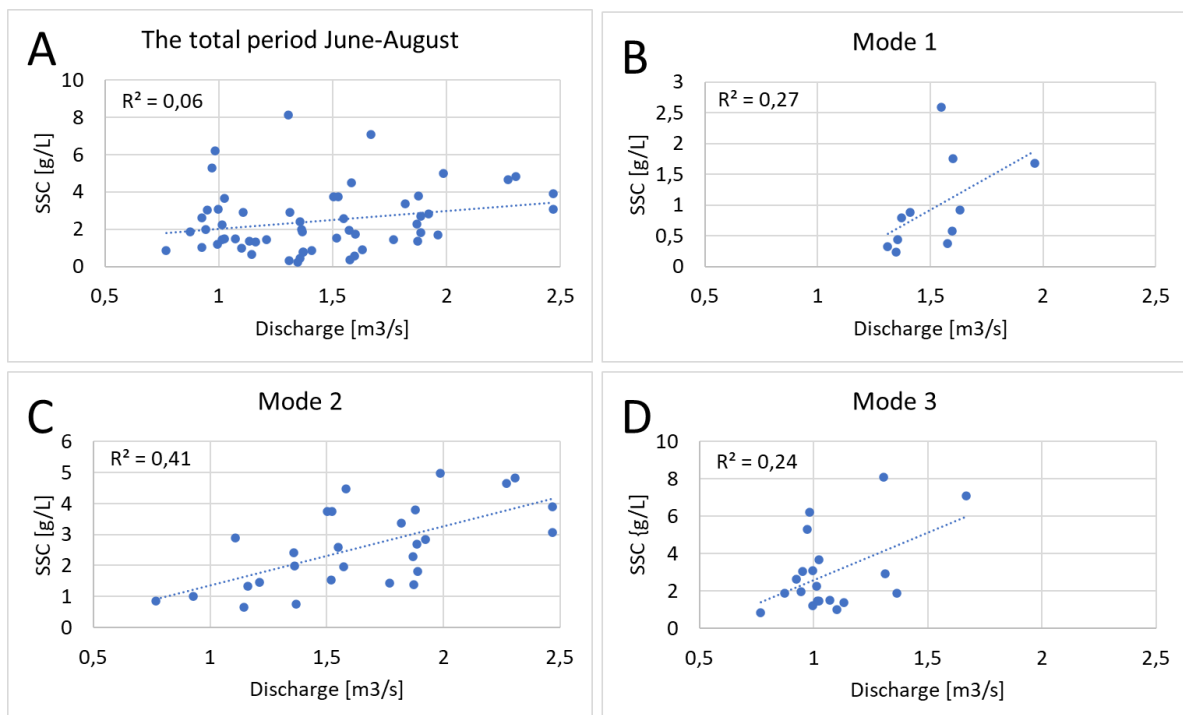 A
The total period June-August
R² = 0,06
SSC [g/L]
10
8
6
4
2
0
0,5
1
1,5
2
2,5
Discharge [m3/s]
B
Mode 1
R² = 0,27
SSC [g/L]
3
2,5
2
1,5
1
0,5
0
0,5
1
1,5
2
2,5
Discharge [m3/s]
C
Mode 2
R² = 0,41
SSC [g/L]
6
5
4
3
2
1
0
0,5
1
1,5
2
2,5
Discharge [m3/s]
D
Mode 3
R² = 0,24
SSC {g/L]
10
8
6
4
2
0
0,5
1
1,5
2
2,5
Discharge [m3/s]